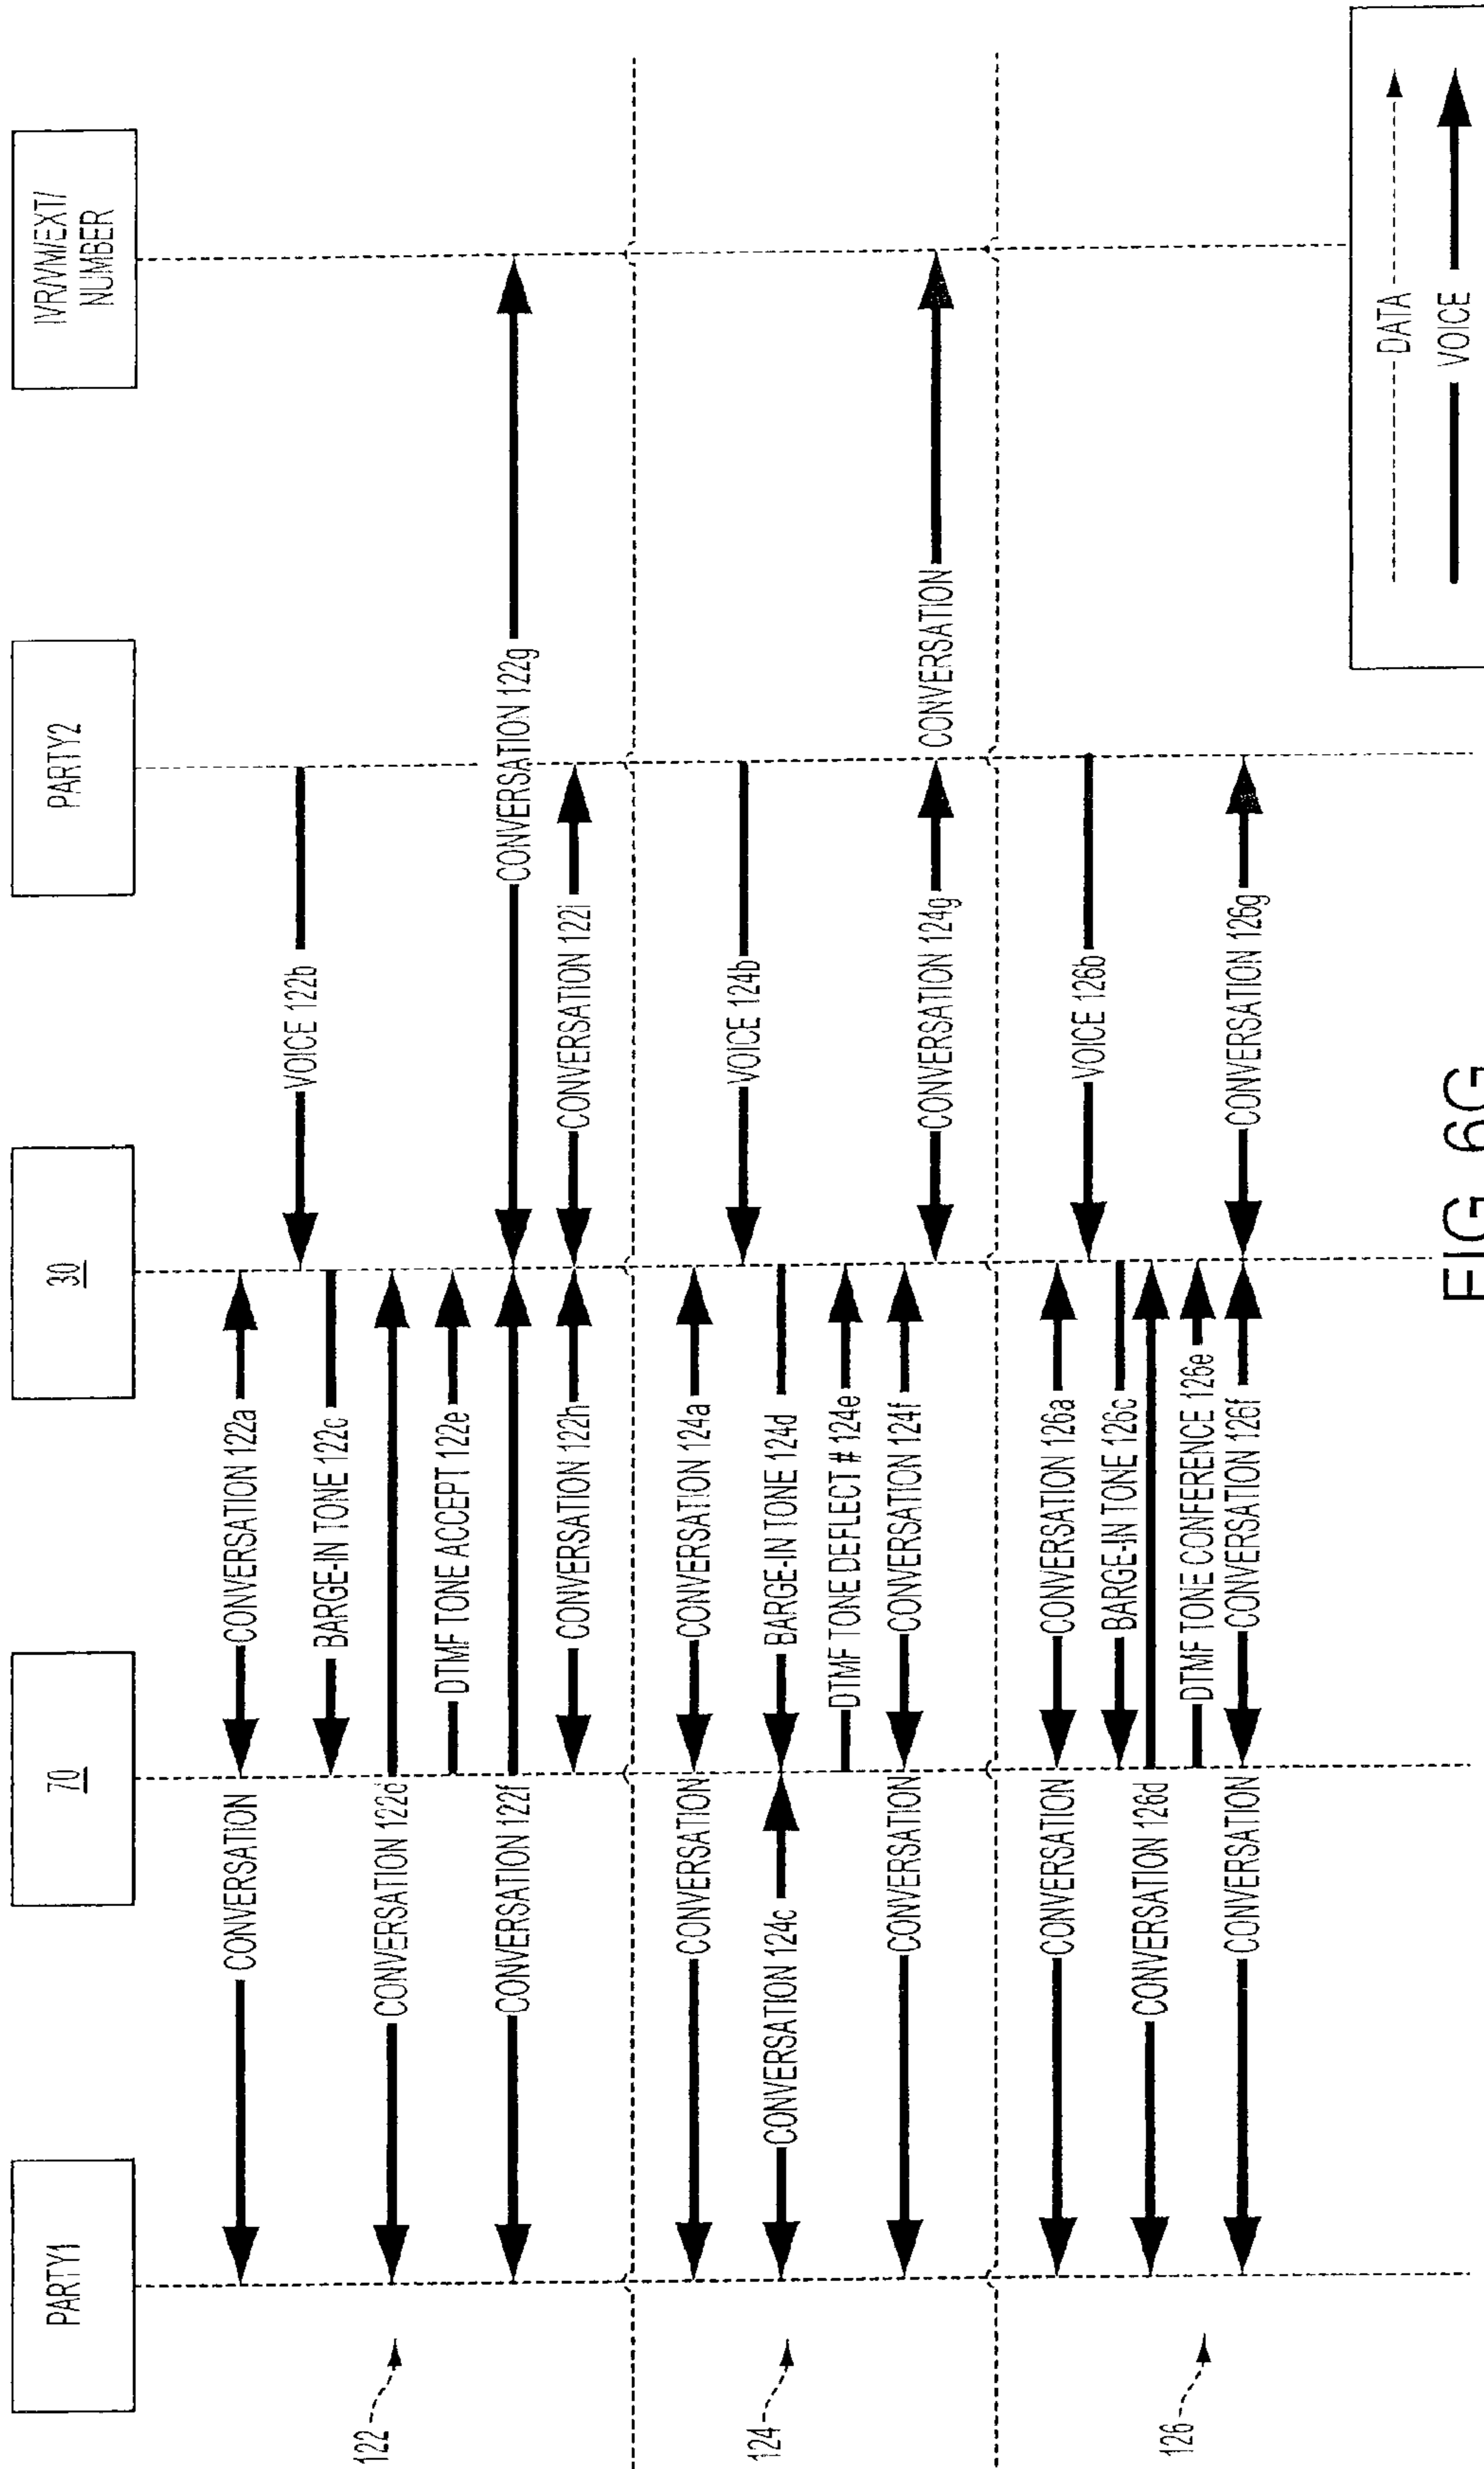 PARTY1
70
30
PARTY2
IVR/VM/EXT/
NUMBER
122
CONVERSATION
CONVERSATION 122a
VOICE 122b
BARGE-IN TONE 122c
CONVERSATION 122d
DTMF TONE ACCEPT 122e
CONVERSATION 122f
CONVERSATION 122g
CONVERSATION 122h
CONVERSATION 122i
124
CONVERSATION
CONVERSATION 124a
VOICE 124b
CONVERSATION 124c
BARGE-IN TONE 124d
DTMF TONE DEFLECT # 124e
CONVERSATION
CONVERSATION 124f
CONVERSATION 124g
CONVERSATION
126
CONVERSATION
CONVERSATION 126a
VOICE 126b
BARGE-IN TONE 126c
CONVERSATION 126d
DTMF TONE CONFERENCE 126e
CONVERSATION
CONVERSATION 126f
CONVERSATION 126g
DATA
VOICE
FIG. 6G